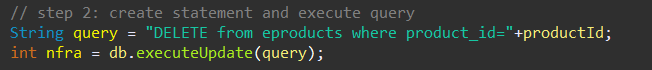 // step 2: create statement and execute query
String query = "DELETE from eproducts where product_id="+productId;
int nfra = db.executeUpdate(query);